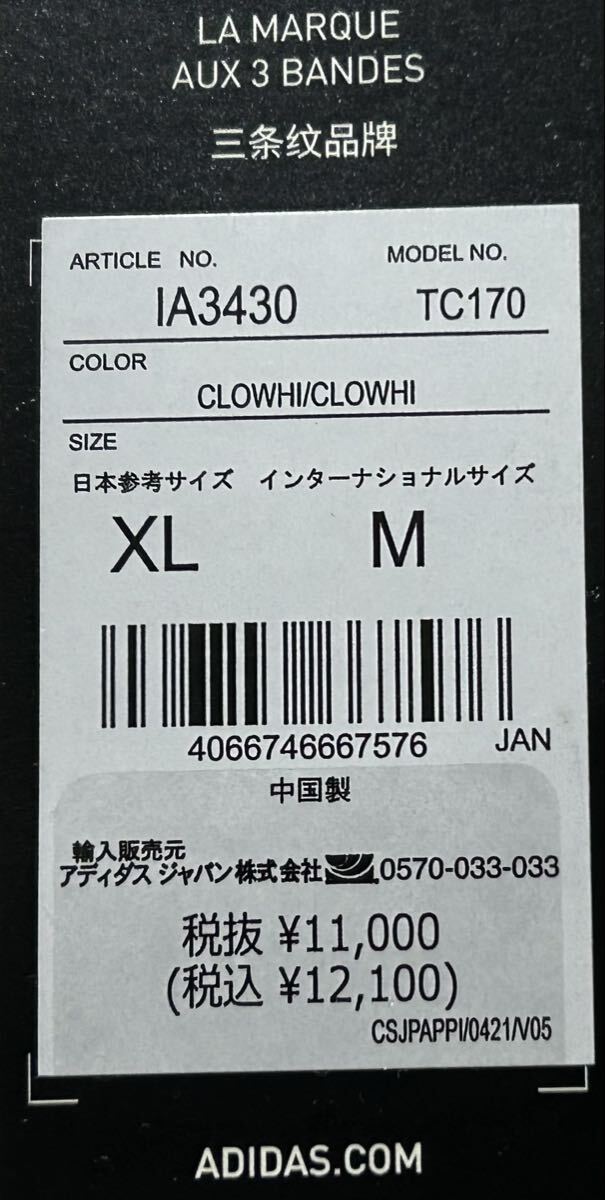 LA MARQUE
AUX 3 BANDES
三条纹品牌
ARTICLE NO. MODEL NO.
IA3430 TC170
COLOR
CLOWHI/CLOWHI
SIZE
日本参考サイズ インターナショナルサイズ
XL M
4066746667576 JAN
中国製
輸入販売元
アディダス ジャパン株式会社 0570-033-033
税抜 ¥11,000
(税込 ¥12,100)
CSJPAPPI/0421/V05
ADIDAS.COM